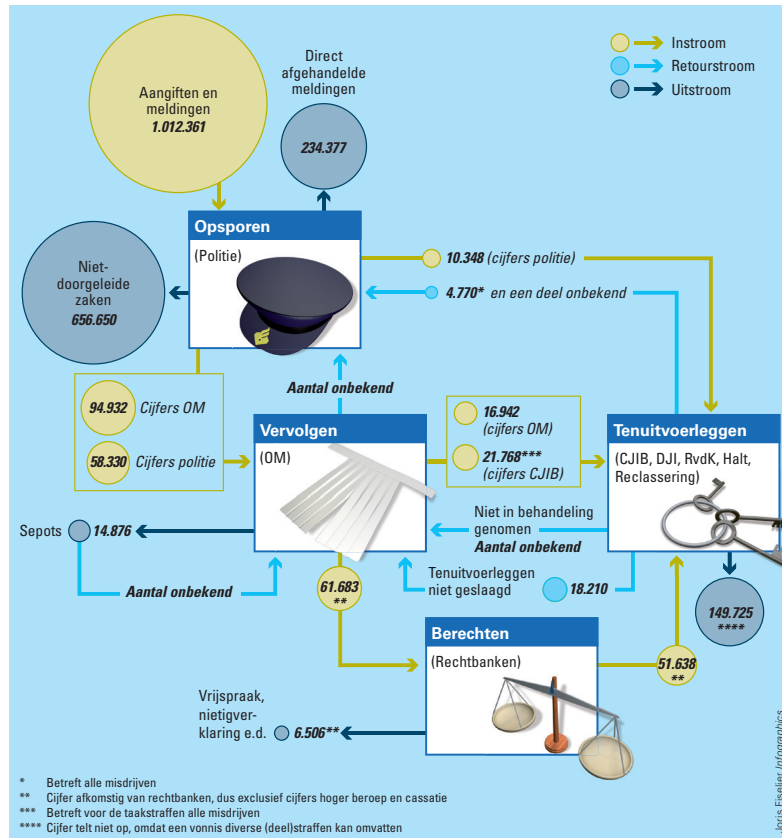 Aangiften en
meldingen
1.012.361
Direct
afgehandelde
meldingen
234.377
Instroom
Retourstroom
Uitstroom
Opsporen
(Politie)
Niet-
doorgeleide
zaken
656.650
10.348 (cijfers politie)
4.770* en een deel onbekend
Aantal onbekend
94.932 Cijfers OM
58.330 Cijfers politie
Vervolgen
(OM)
16.942
(cijfers OM)
21.768***
(cijfers CJIB)
Tenuitvoerleggen
(CJIB, DJI, RvdK, Halt,
Reclassering)
Sepots 14.876
Aantal onbekend
Niet in behandeling
genomen
Aantal onbekend
61.683
**
Tenuitvoerleggen
niet geslaagd 18.210
149.725
****
Berechten
(Rechtbanken)
51.638
**
Vrijspraak,
nietigver-
klaring e.d. 6.506**
* Betreft alle misdrijven
** Cijfer afkomstig van rechtbanken, dus exclusief cijfers hoger beroep en cassatie
*** Betreft voor de taakstraffen alle misdrijven
**** Cijfer telt niet op, omdat een vonnis diverse (deel)straffen kan omvatten
Joris Fiselier Infographics